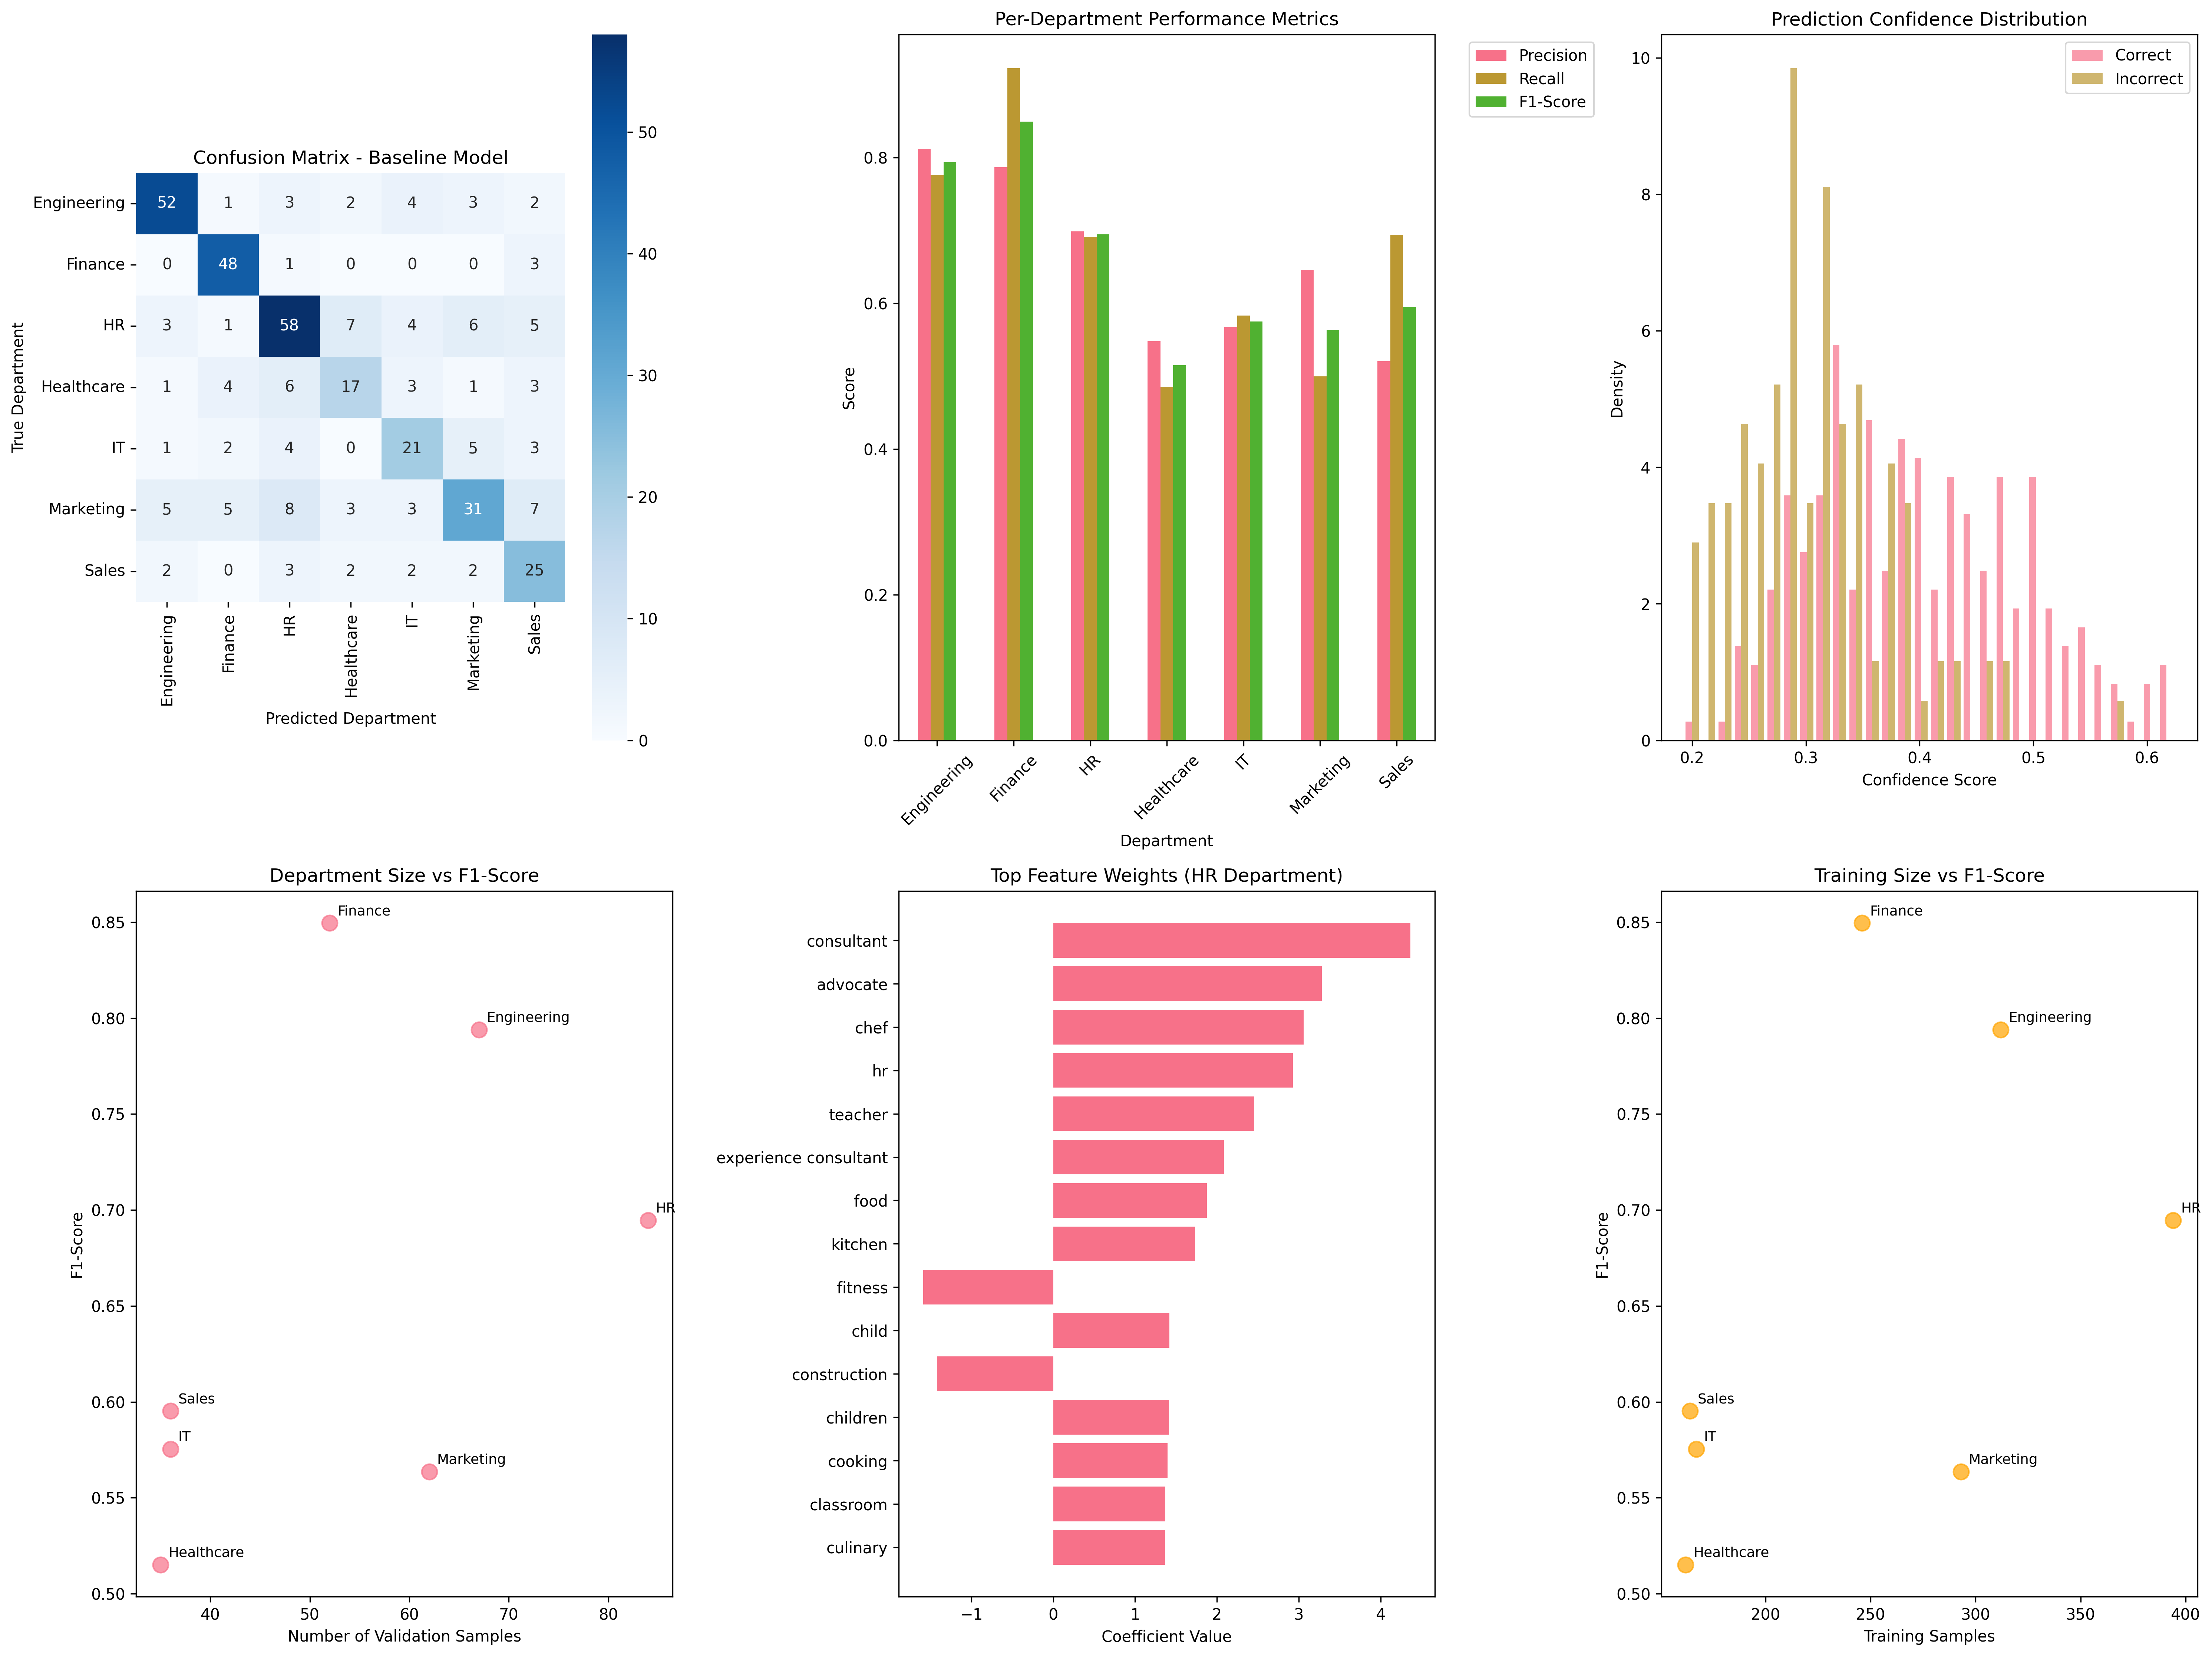 Confusion Matrix - Baseline Model
True Department
Engineering 52 1 3 2 4 3 2
Finance 0 48 1 0 0 0 3
HR 3 1 58 7 4 6 5
Healthcare 1 4 6 17 3 1 3
IT 1 2 4 0 21 5 3
Marketing 5 5 8 3 3 31 7
Sales 2 0 3 2 2 2 25
Engineering Finance HR Healthcare IT Marketing Sales
Predicted Department
50
40
30
20
10
0
Per-Department Performance Metrics
Precision
Recall
F1-Score
Score
0.8
0.6
0.4
0.2
0.0
Engineering Finance HR Healthcare IT Marketing Sales
Department
Prediction Confidence Distribution
Correct
Incorrect
Density
10
8
6
4
2
0
0.2 0.3 0.4 0.5 0.6
Confidence Score
Department Size vs F1-Score
F1-Score
0.85
0.80
0.75
0.70
0.65
0.60
0.55
0.50
Finance
Engineering
HR
Sales
IT
Marketing
Healthcare
40 50 60 70 80
Number of Validation Samples
Top Feature Weights (HR Department)
consultant
advocate
chef
hr
teacher
experience consultant
food
kitchen
fitness
child
construction
children
cooking
classroom
culinary
−1 0 1 2 3 4
Coefficient Value
Training Size vs F1-Score
F1-Score
0.85
0.80
0.75
0.70
0.65
0.60
0.55
0.50
Finance
Engineering
HR
Sales
IT
Marketing
Healthcare
200 250 300 350 400
Training Samples